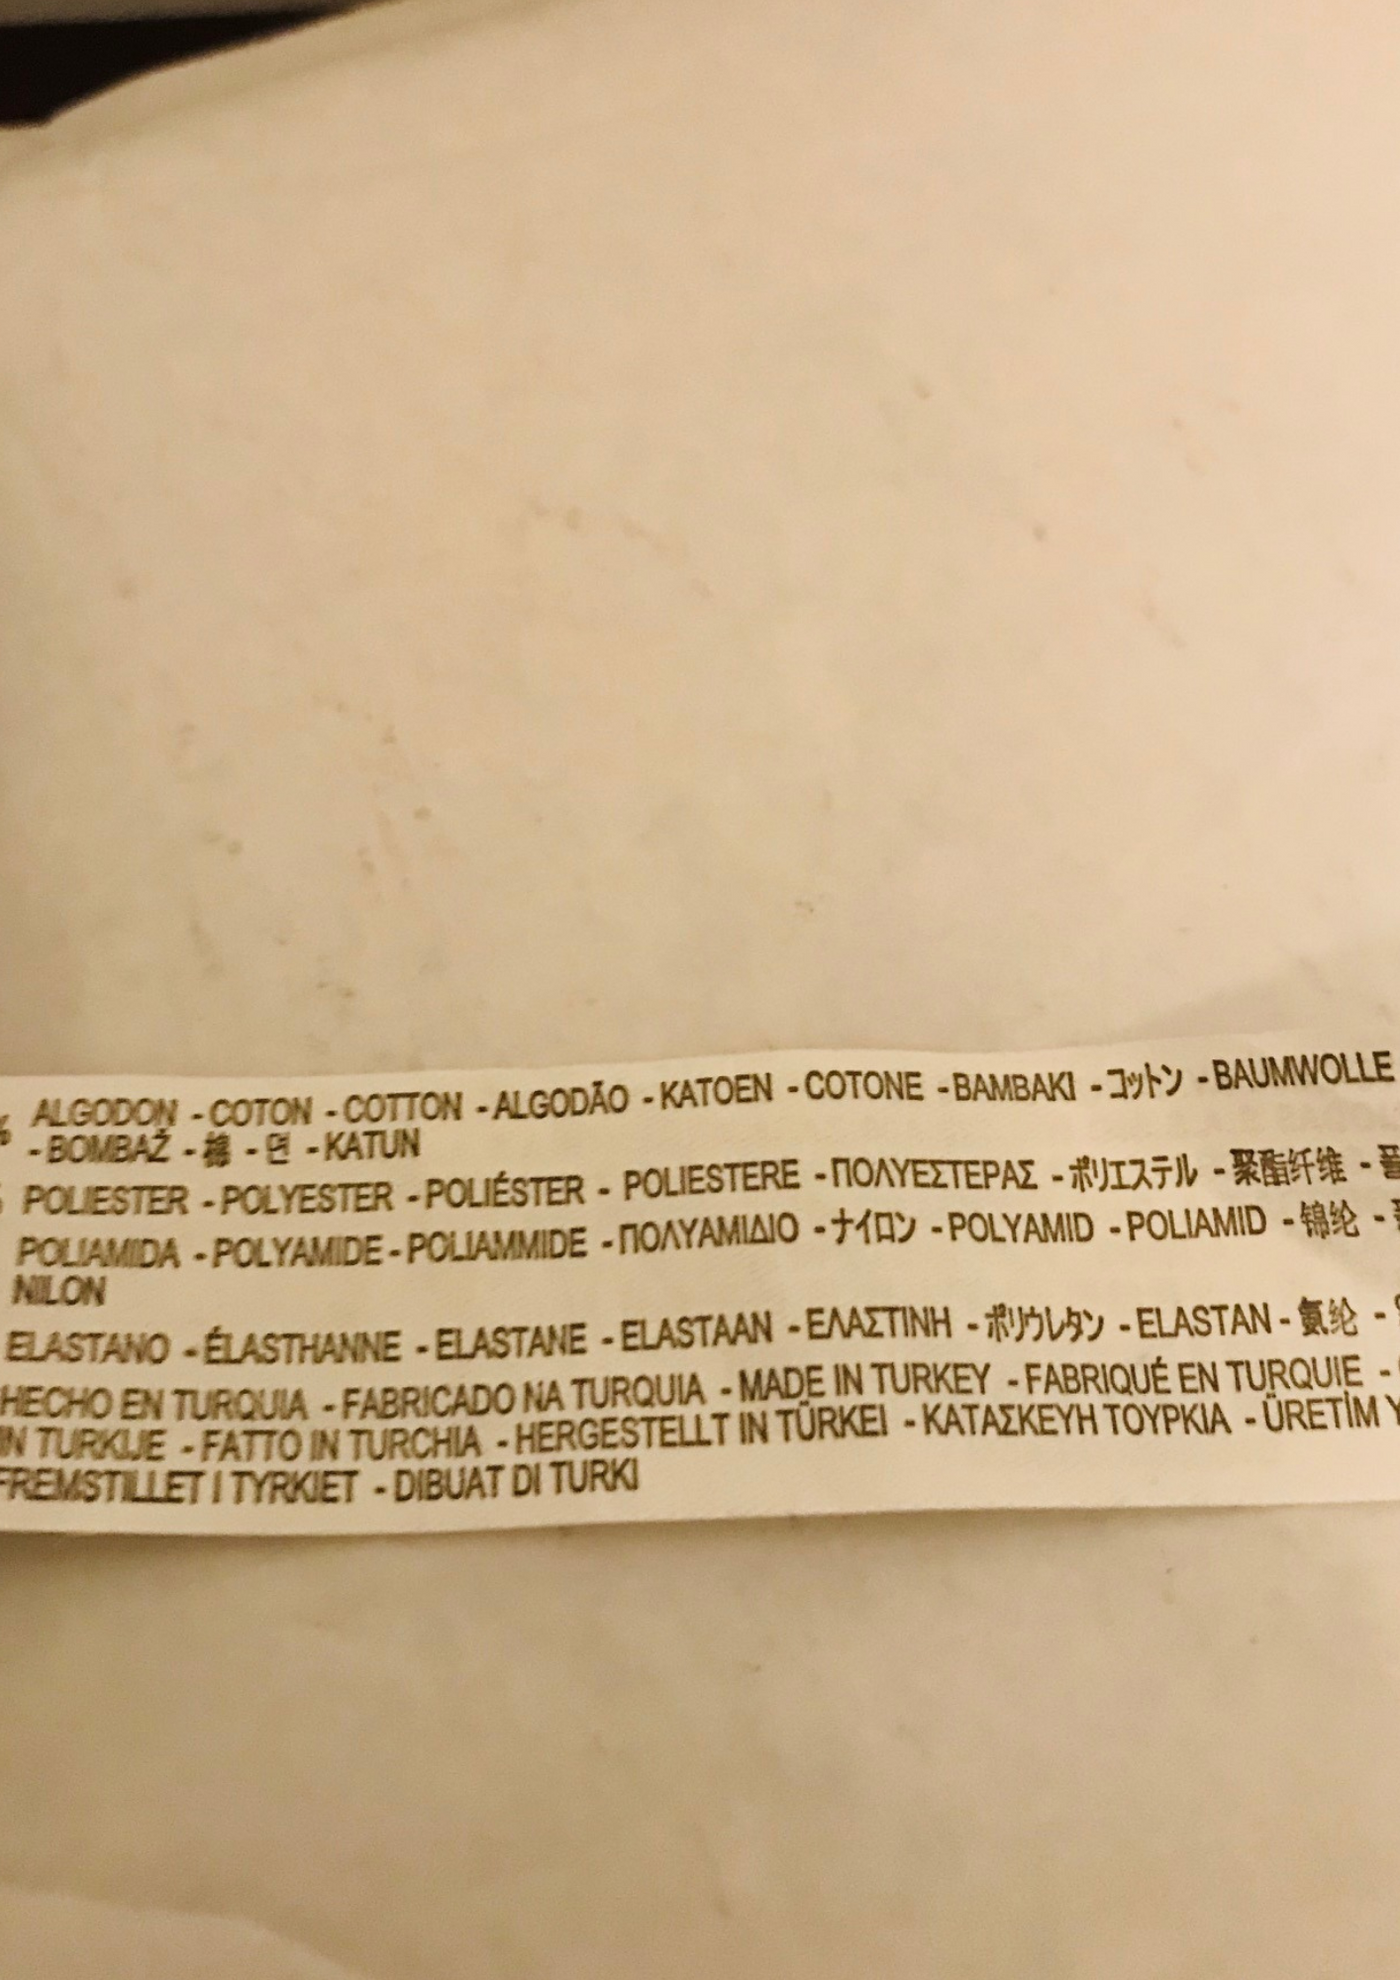 % ALGODON - COTON - COTTON - ALGODÃO - KATOEN - COTONE - BAMBAKI - コットン - BAUMWOLLE
- BOMBAŽ - 棉 - 면 - KATUN
POLIESTER - POLYESTER - POLIÉSTER - POLIESTERE - ΠΟΛΥΕΣΤΕΡΑΣ - ポリエステル - 聚酯纤维 -
POLIAMIDA - POLYAMIDE - POLIAMMIDE - ΠΟΛΥΑΜΙΔΙΟ - ナイロン - POLYAMID - POLIAMID - 锦纶 -
NILON
ELASTANO - ÉLASTHANNE - ELASTANE - ELASTAAN - ΕΛΑΣΤΙΝΗ - ポリウレタン - ELASTAN - 氨纶 -
HECHO EN TURQUIA - FABRICADO NA TURQUIA - MADE IN TURKEY - FABRIQUÉ EN TURQUIE -
IN TURKIJE - FATTO IN TURCHIA - HERGESTELLT IN TÜRKEI - ΚΑΤΑΣΚΕΥΗ ΤΟΥΡΚΙΑ - ÜRETİM
FREMSTILLET I TYRKIET - DIBUAT DI TURKI